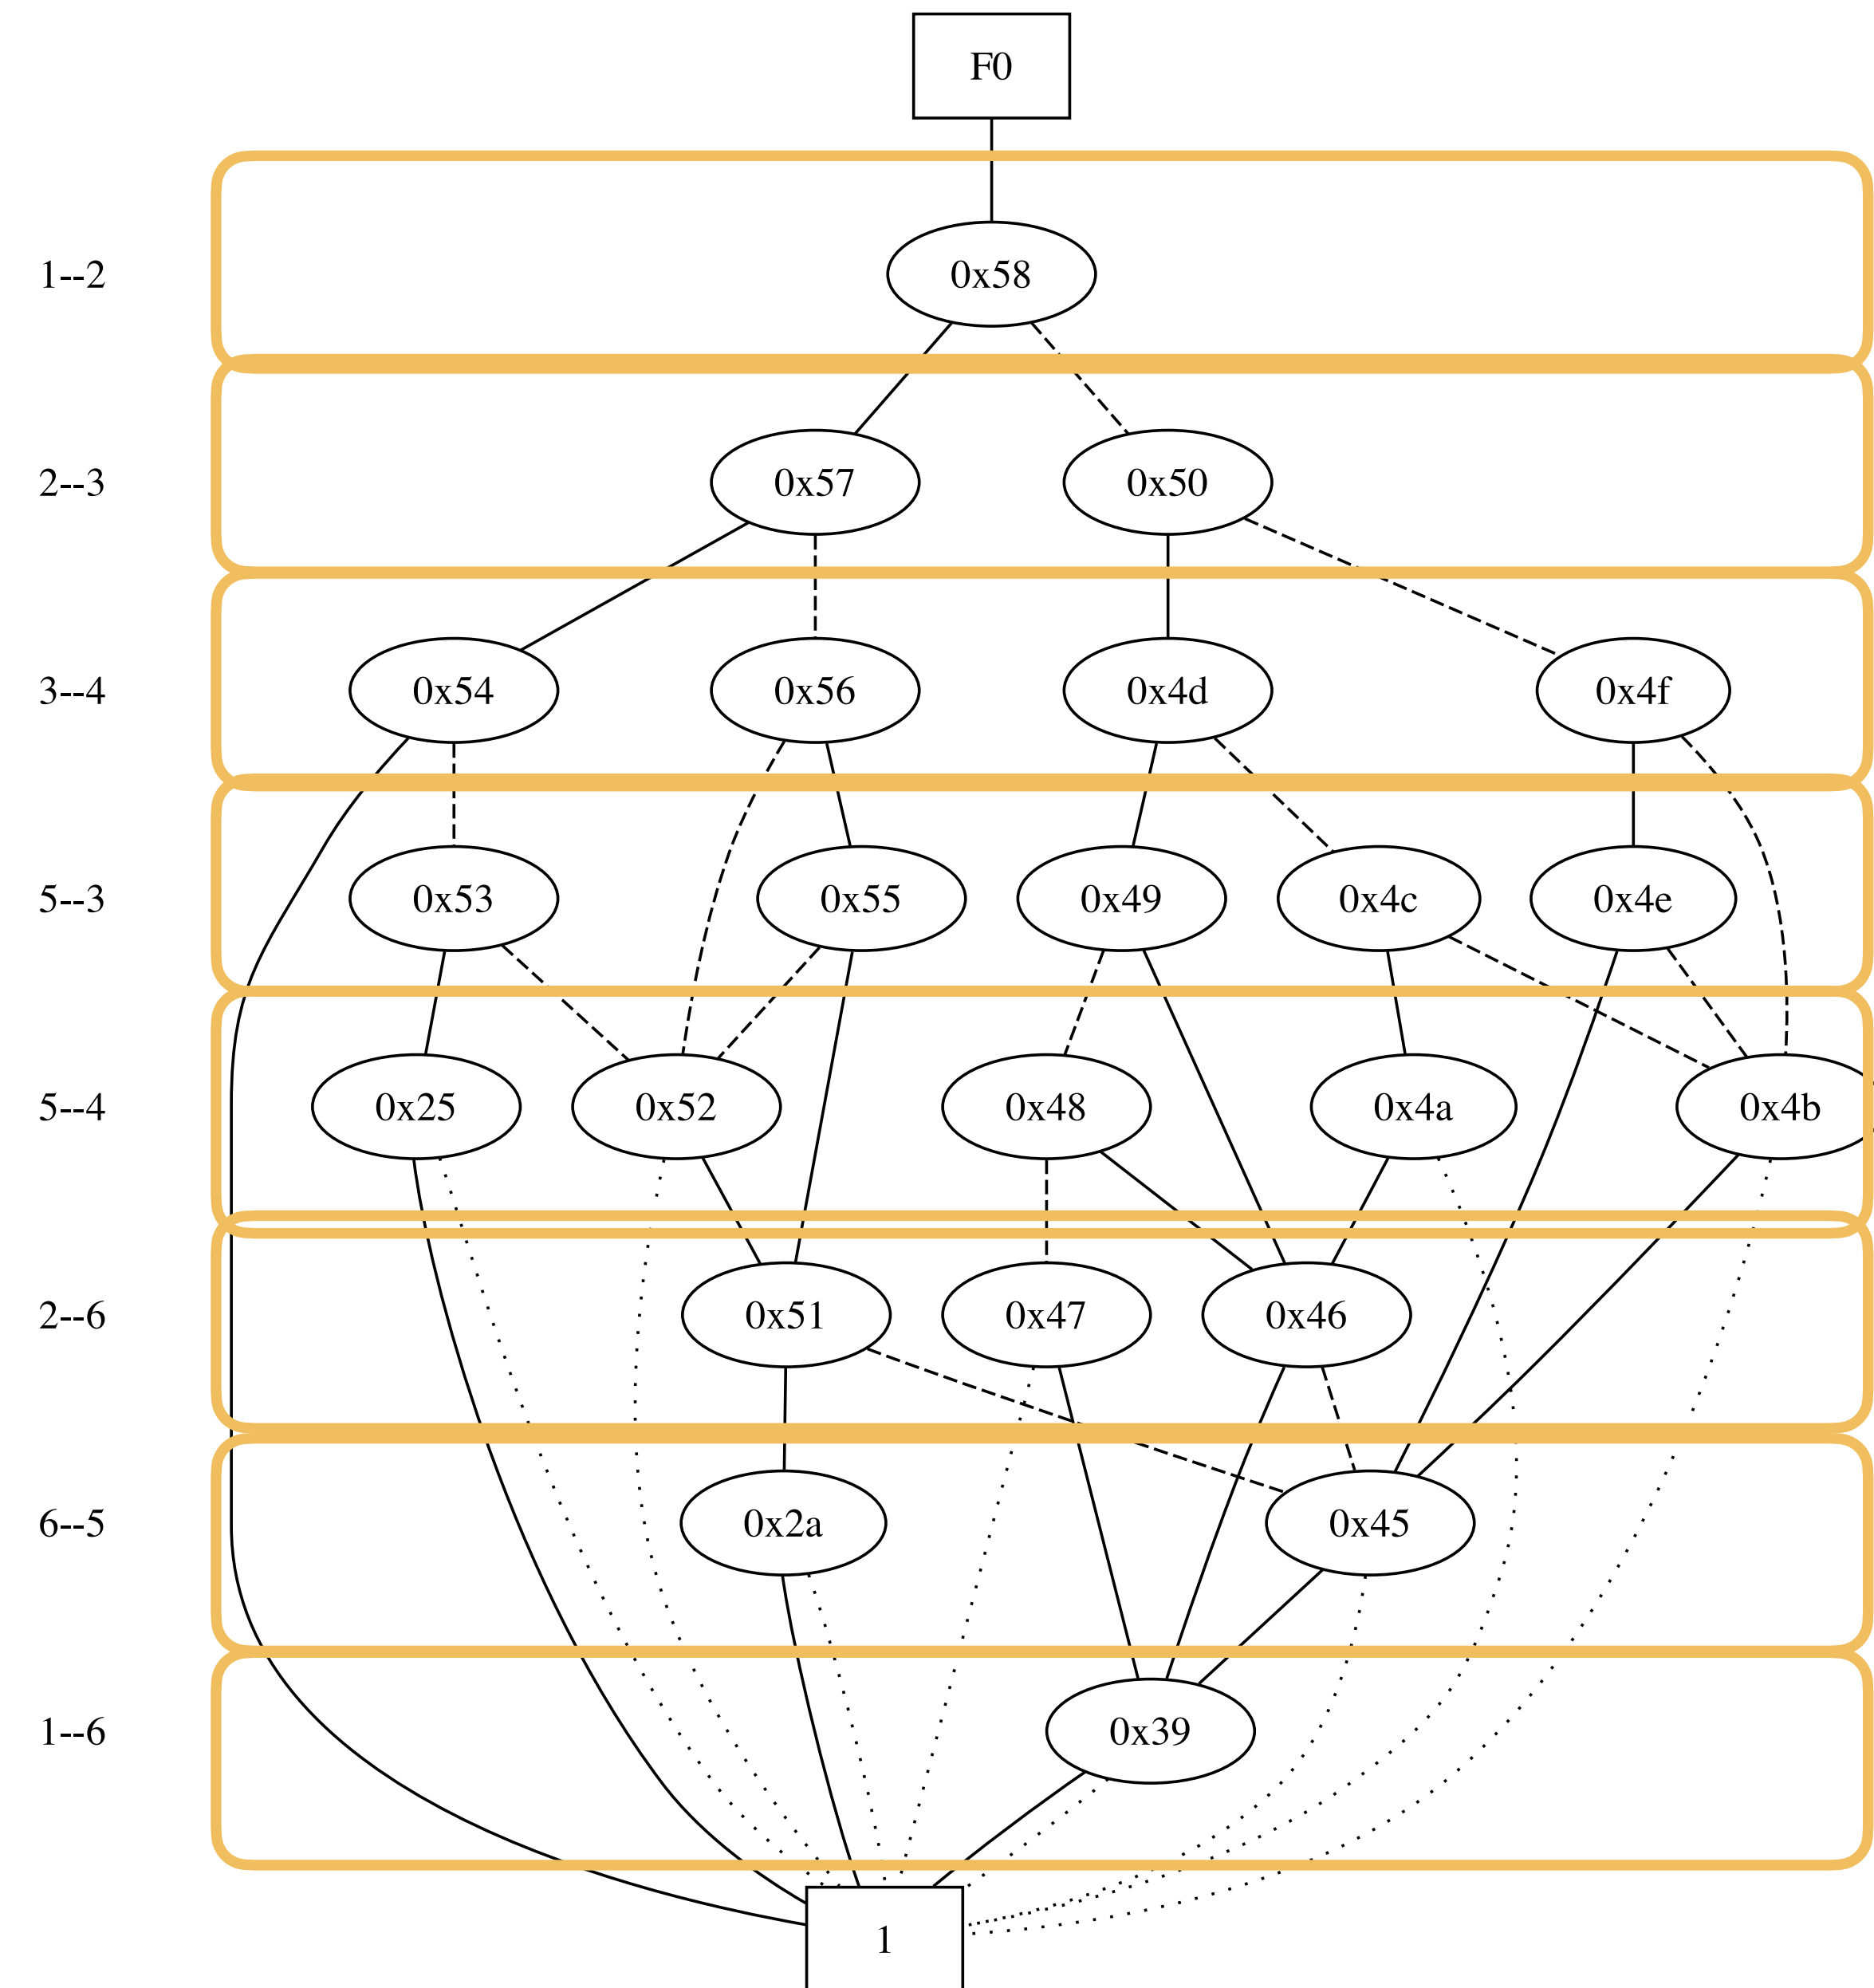 F0
1--2 0x58
2--3 0x57 0x50
3--4 0x54 0x56 0x4d 0x4f
5--3 0x53 0x55 0x49 0x4c 0x4e
5--4 0x25 0x52 0x48 0x4a 0x4b
2--6 0x51 0x47 0x46
6--5 0x2a 0x45
1--6 0x39
1